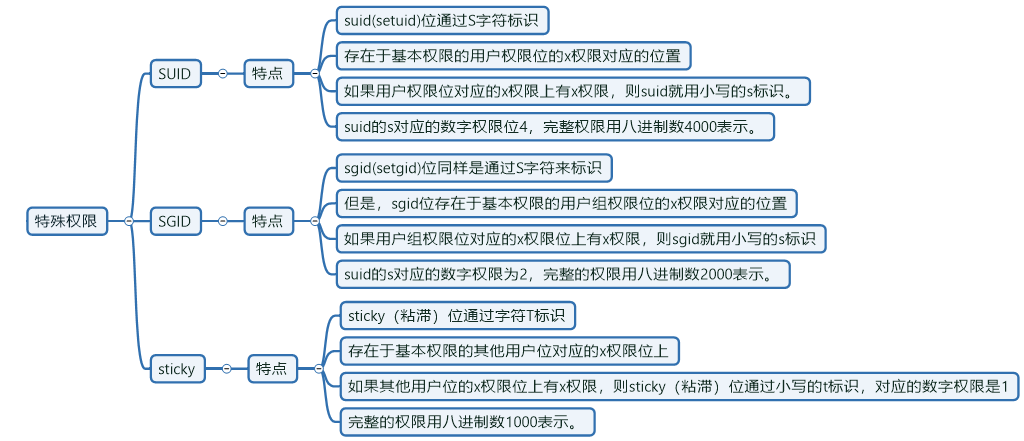 特殊权限
SUID
特点
suid(setuid)位通过S字符标识
存在于基本权限的用户权限位的x权限对应的位置
如果用户权限位对应的x权限上有x权限，则suid就用小写的s标识。
suid的s对应的数字权限位4，完整权限用八进制数4000表示。
SGID
特点
sgid(setgid)位同样是通过S字符来标识
但是，sgid位存在于基本权限的用户组权限位的x权限对应的位置
如果用户组权限位对应的x权限位上有x权限，则sgid就用小写的s标识
suid的s对应的数字权限为2，完整的权限用八进制数2000表示。
sticky
特点
sticky（粘滞）位通过字符T标识
存在于基本权限的其他用户位对应的x权限位上
如果其他用户位的x权限位上有x权限，则sticky（粘滞）位通过小写的t标识，对应的数字权限是1
完整的权限用八进制数1000表示。